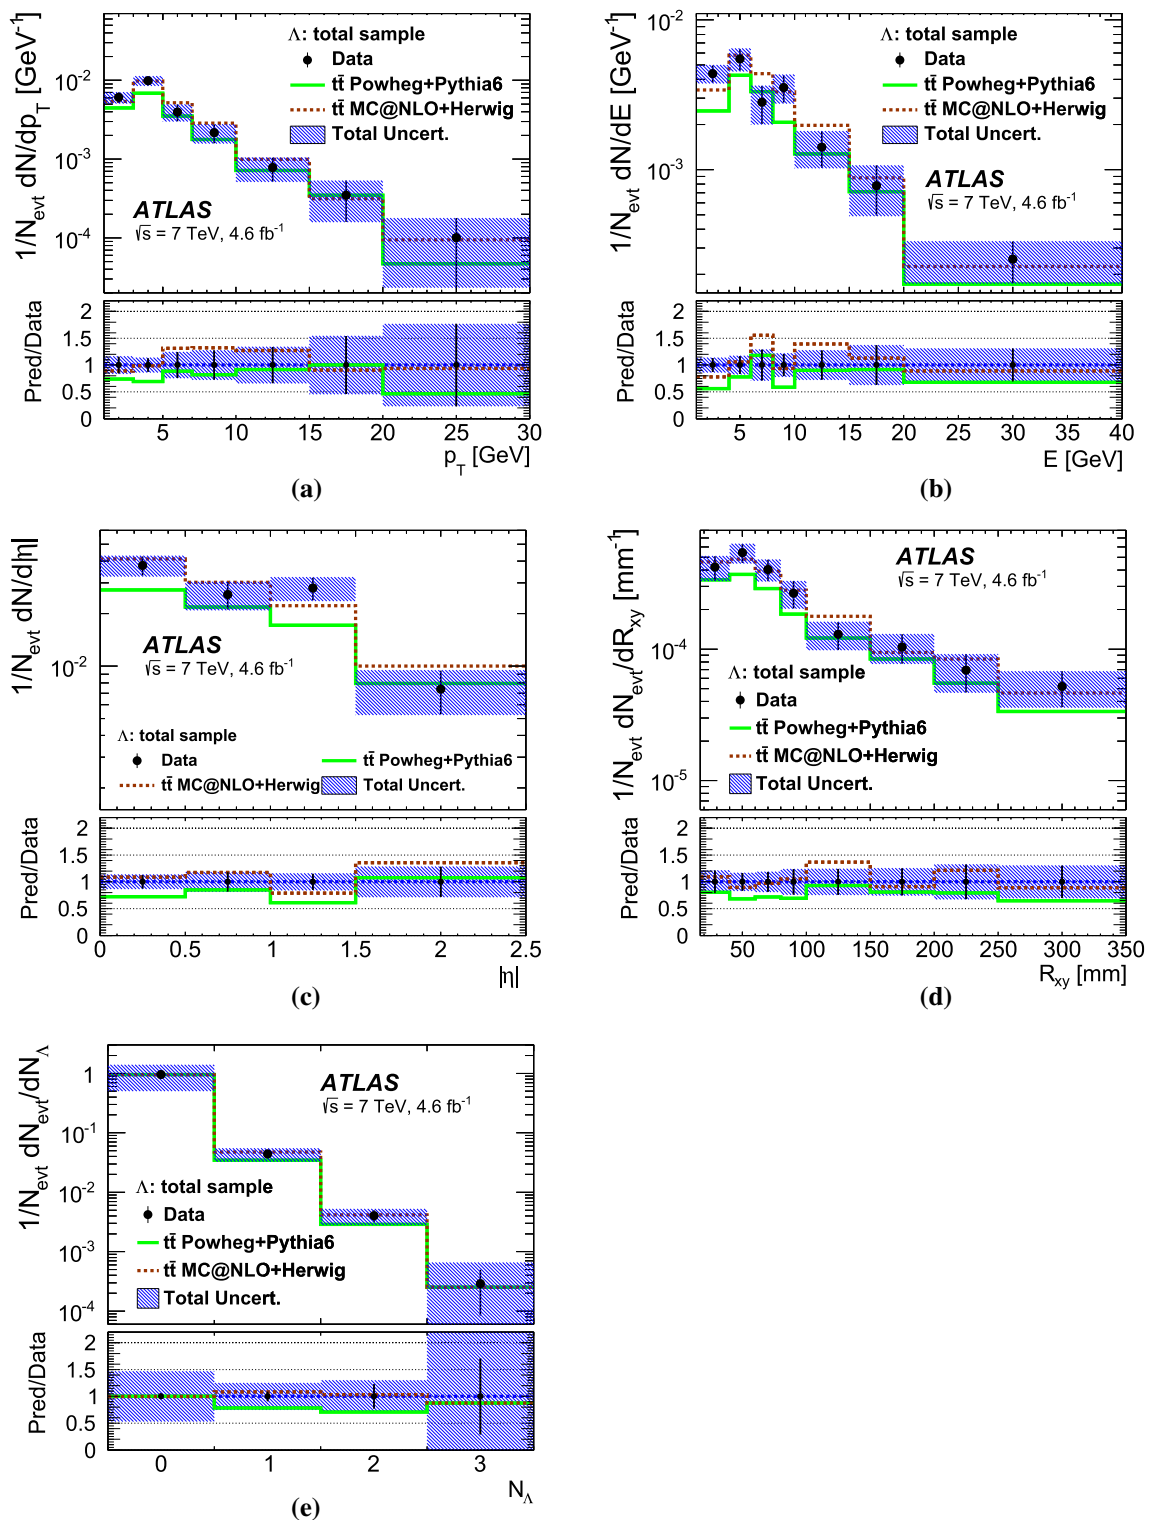 1/N_evt dN/dp_T [GeV⁻¹]
Λ: total sample
Data
tt̄ Powheg+Pythia6
tt̄ MC@NLO+Herwig
Total Uncert.
ATLAS
√s = 7 TeV, 4.6 fb⁻¹
10⁻²
10⁻³
10⁻⁴
Pred/Data
2
1.5
1
0.5
0
5 10 15 20 25 30
p_T [GeV]
(a)
1/N_evt dN/dE [GeV⁻¹]
Λ: total sample
Data
tt̄ Powheg+Pythia6
tt̄ MC@NLO+Herwig
Total Uncert.
ATLAS
√s = 7 TeV, 4.6 fb⁻¹
10⁻²
10⁻³
Pred/Data
2
1.5
1
0.5
0
5 10 15 20 25 30 35 40
E [GeV]
(b)
1/N_evt dN/d|η|
10⁻²
ATLAS
√s = 7 TeV, 4.6 fb⁻¹
Λ: total sample
Data
tt̄ Powheg+Pythia6
tt̄ MC@NLO+Herwig
Total Uncert.
Pred/Data
2
1.5
1
0.5
0
0 0.5 1 1.5 2 2.5
|η|
(c)
1/N_evt dN_evt/dR_xy [mm⁻¹]
ATLAS
√s = 7 TeV, 4.6 fb⁻¹
10⁻⁴
10⁻⁵
Λ: total sample
Data
tt̄ Powheg+Pythia6
tt̄ MC@NLO+Herwig
Total Uncert.
Pred/Data
2
1.5
1
0.5
0
50 100 150 200 250 300 350
R_xy [mm]
(d)
1/N_evt dN_evt/dN_Λ
ATLAS
√s = 7 TeV, 4.6 fb⁻¹
1
10⁻¹
10⁻²
10⁻³
10⁻⁴
Λ: total sample
Data
tt̄ Powheg+Pythia6
tt̄ MC@NLO+Herwig
Total Uncert.
Pred/Data
2
1.5
1
0.5
0
0 1 2 3
N_Λ
(e)